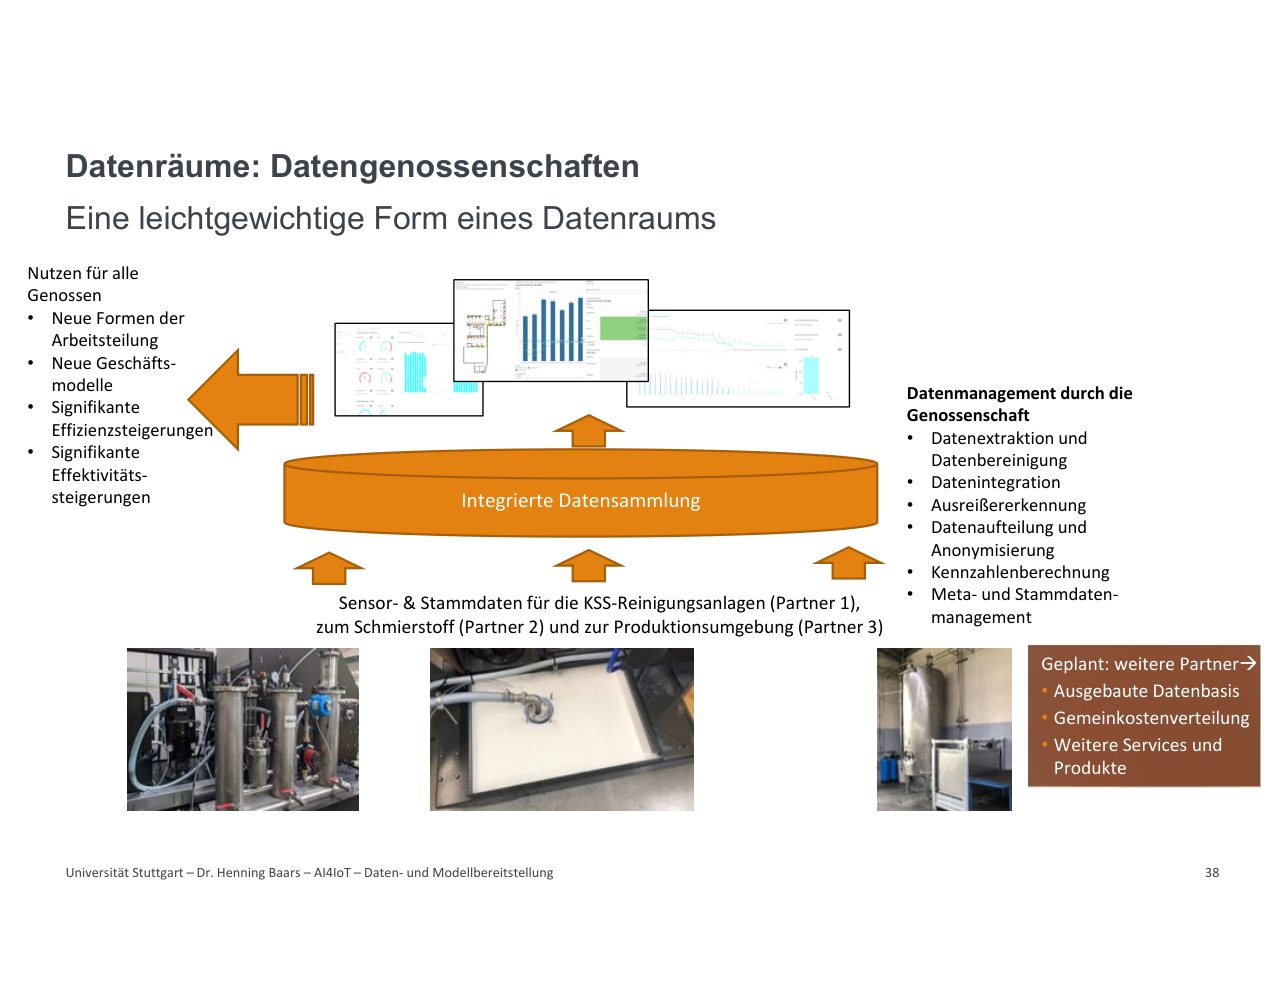 Datenräume: Datengenossenschaften
Eine leichtgewichtige Form eines Datenraums
Nutzen für alle
Genossen
• Neue Formen der
Arbeitsteilung
• Neue Geschäfts-
modelle
• Signifikante
Effizienzsteigerungen
• Signifikante
Effektivitäts-
steigerungen
Integrierte Datensammlung
Sensor- & Stammdaten für die KSS-Reinigungsanlagen (Partner 1),
zum Schmierstoff (Partner 2) und zur Produktionsumgebung (Partner 3)
Datenmanagement durch die
Genossenschaft
• Datenextraktion und
Datenbereinigung
• Datenintegration
• Ausreißererkennung
• Datenaufteilung und
Anonymisierung
• Kennzahlenberechnung
• Meta- und Stammdaten-
management
Geplant: weitere Partner→
• Ausgebaute Datenbasis
• Gemeinkostenverteilung
• Weitere Services und
Produkte
Universität Stuttgart – Dr. Henning Baars – AI4IoT – Daten- und Modellbereitstellung
38